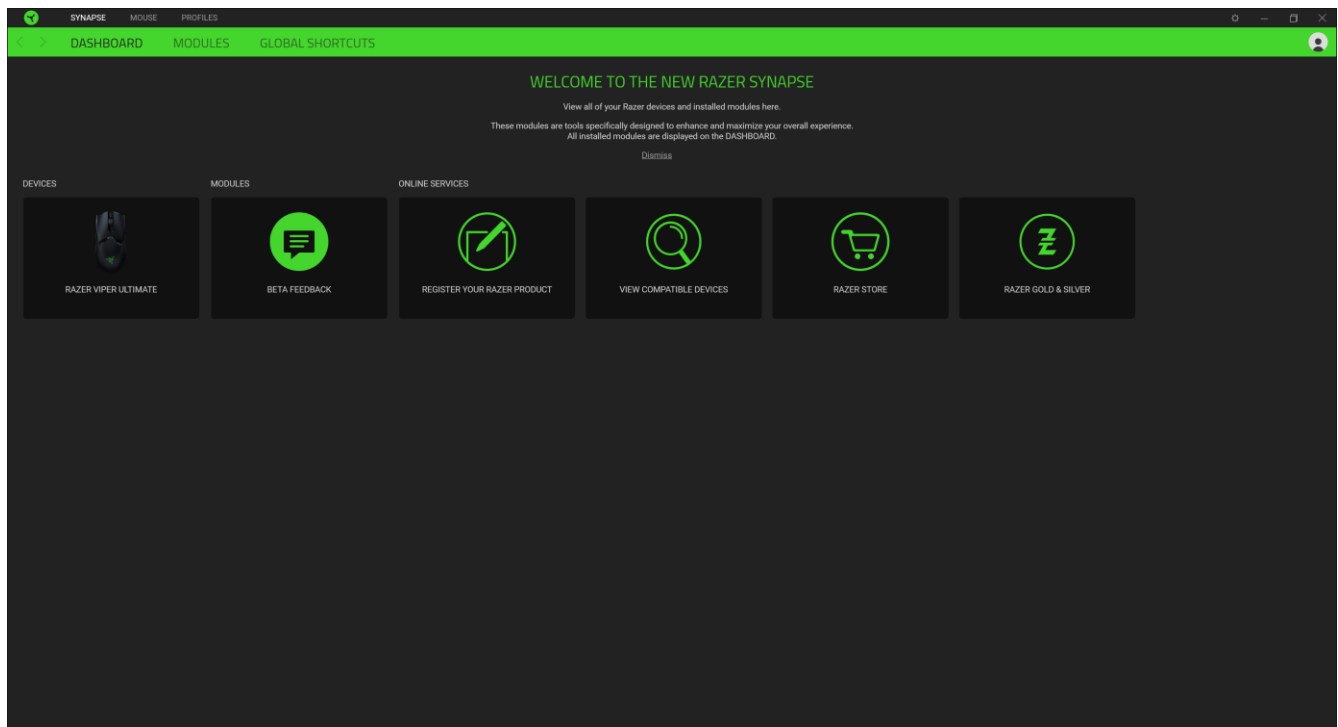 SYNAPSE MOUSE PROFILES
DASHBOARD MODULES GLOBAL SHORTCUTS
WELCOME TO THE NEW RAZER SYNAPSE
View all of your Razer devices and installed modules here.
These modules are tools specifically designed to enhance and maximize your overall experience.
All installed modules are displayed on the DASHBOARD.
Dismiss
DEVICES MODULES ONLINE SERVICES
RAZER VIPER ULTIMATE BETA FEEDBACK REGISTER YOUR RAZER PRODUCT VIEW COMPATIBLE DEVICES RAZER STORE RAZER GOLD & SILVER